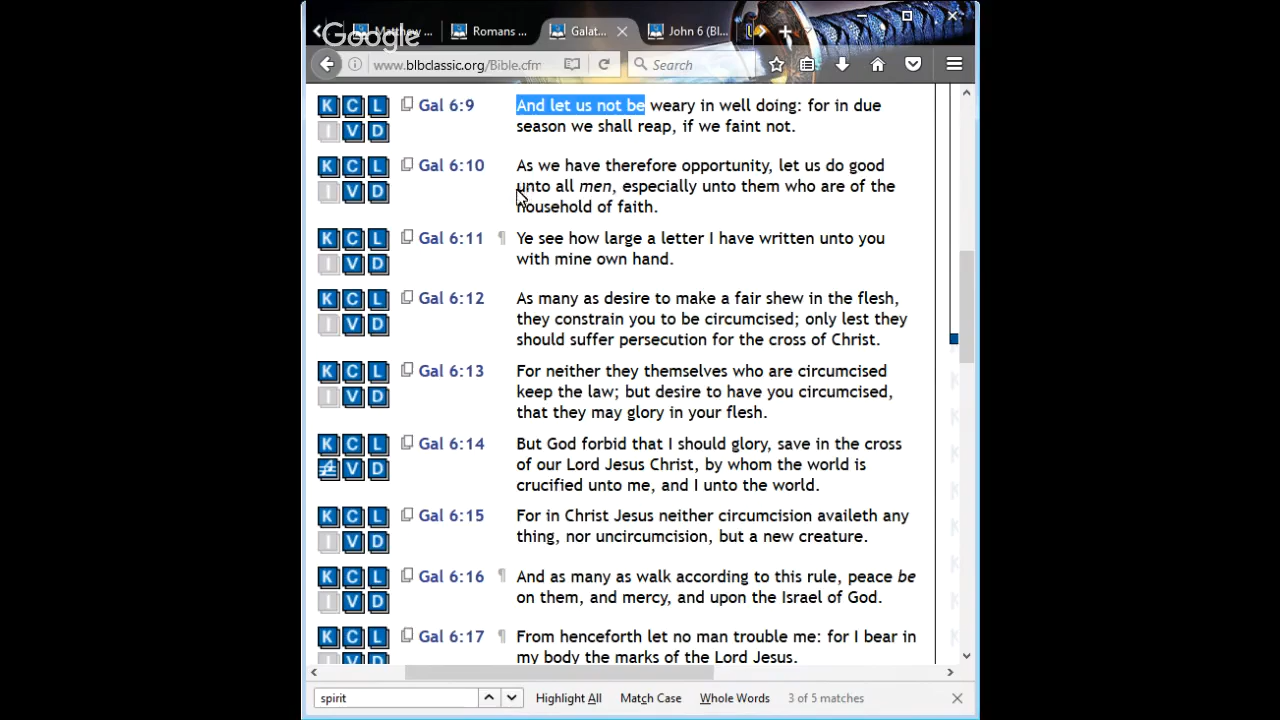 Google
Matthew ...
Romans ...
Galat...
John 6 (Bl...
www.blbclassic.org/Bible.cfm
Search
K C L Gal 6:9 And let us not be weary in well doing: for in due
I V D season we shall reap, if we faint not.
K C L Gal 6:10 As we have therefore opportunity, let us do good
I V D unto all men, especially unto them who are of the
household of faith.
K C L Gal 6:11 ¶ Ye see how large a letter I have written unto you
I V D with mine own hand.
K C L Gal 6:12 As many as desire to make a fair shew in the flesh,
I V D they constrain you to be circumcised; only lest they
should suffer persecution for the cross of Christ.
K C L Gal 6:13 For neither they themselves who are circumcised
I V D keep the law; but desire to have you circumcised,
that they may glory in your flesh.
K C L Gal 6:14 But God forbid that I should glory, save in the cross
V D of our Lord Jesus Christ, by whom the world is
crucified unto me, and I unto the world.
K C L Gal 6:15 For in Christ Jesus neither circumcision availeth any
I V D thing, nor uncircumcision, but a new creature.
K C L Gal 6:16 ¶ And as many as walk according to this rule, peace be
I V D on them, and mercy, and upon the Israel of God.
K C L Gal 6:17 ¶ From henceforth let no man trouble me: for I bear in
I V D my body the marks of the Lord Jesus.
spirit Highlight All Match Case Whole Words 3 of 5 matches